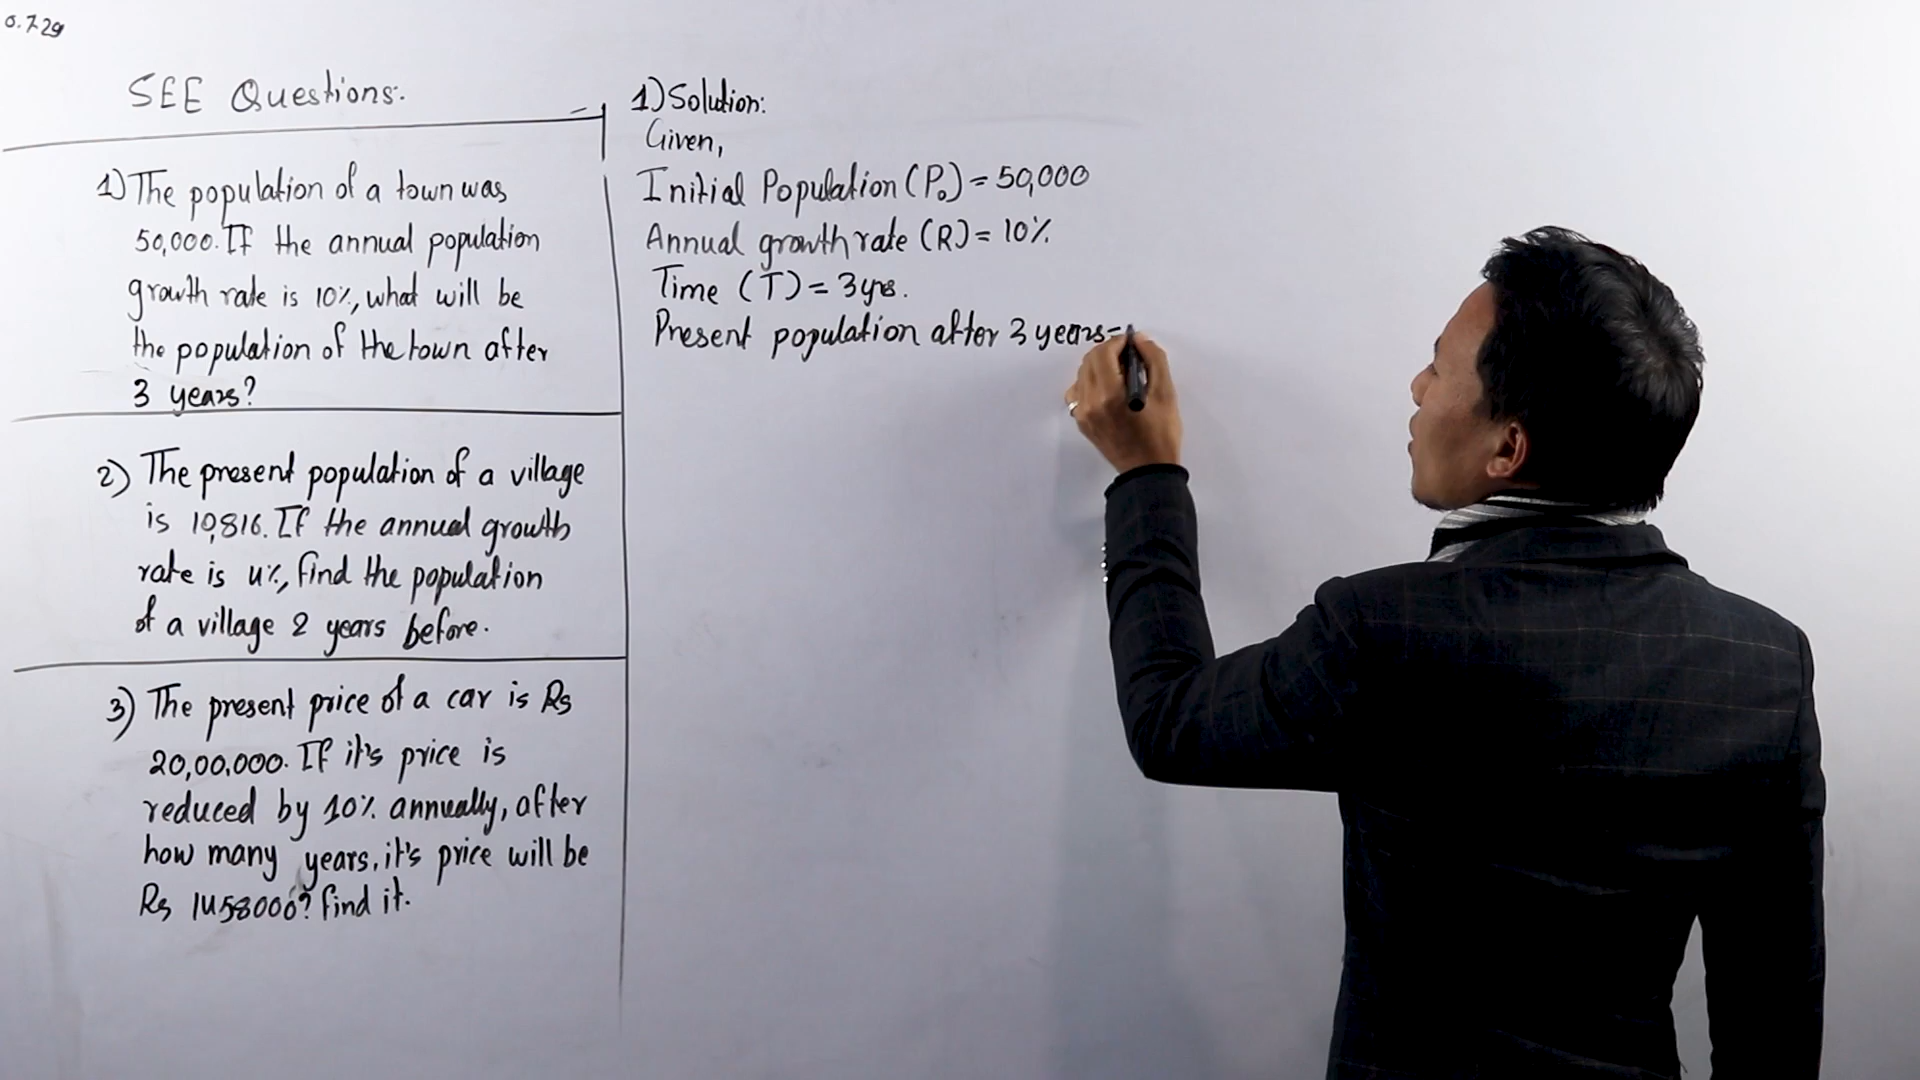 0.729
SEE Questions.
1) The population of a town was
50,000. If the annual population
growth rate is 10%, what will be
the population of the town after
3 years?
2) The present population of a village
is 10,816. If the annual growth
rate is 4%, find the population
of a village 2 years before.
3) The present price of a car is Rs
20,00,000. If it's price is
reduced by 10% annually, after
how many years, it's price will be
Rs 1458000? find it.
1) Solution:
Given,
Initial Population (P₀) = 50,000
Annual growth rate (R) = 10%
Time (T) = 3yrs.
Present population after 3 years =